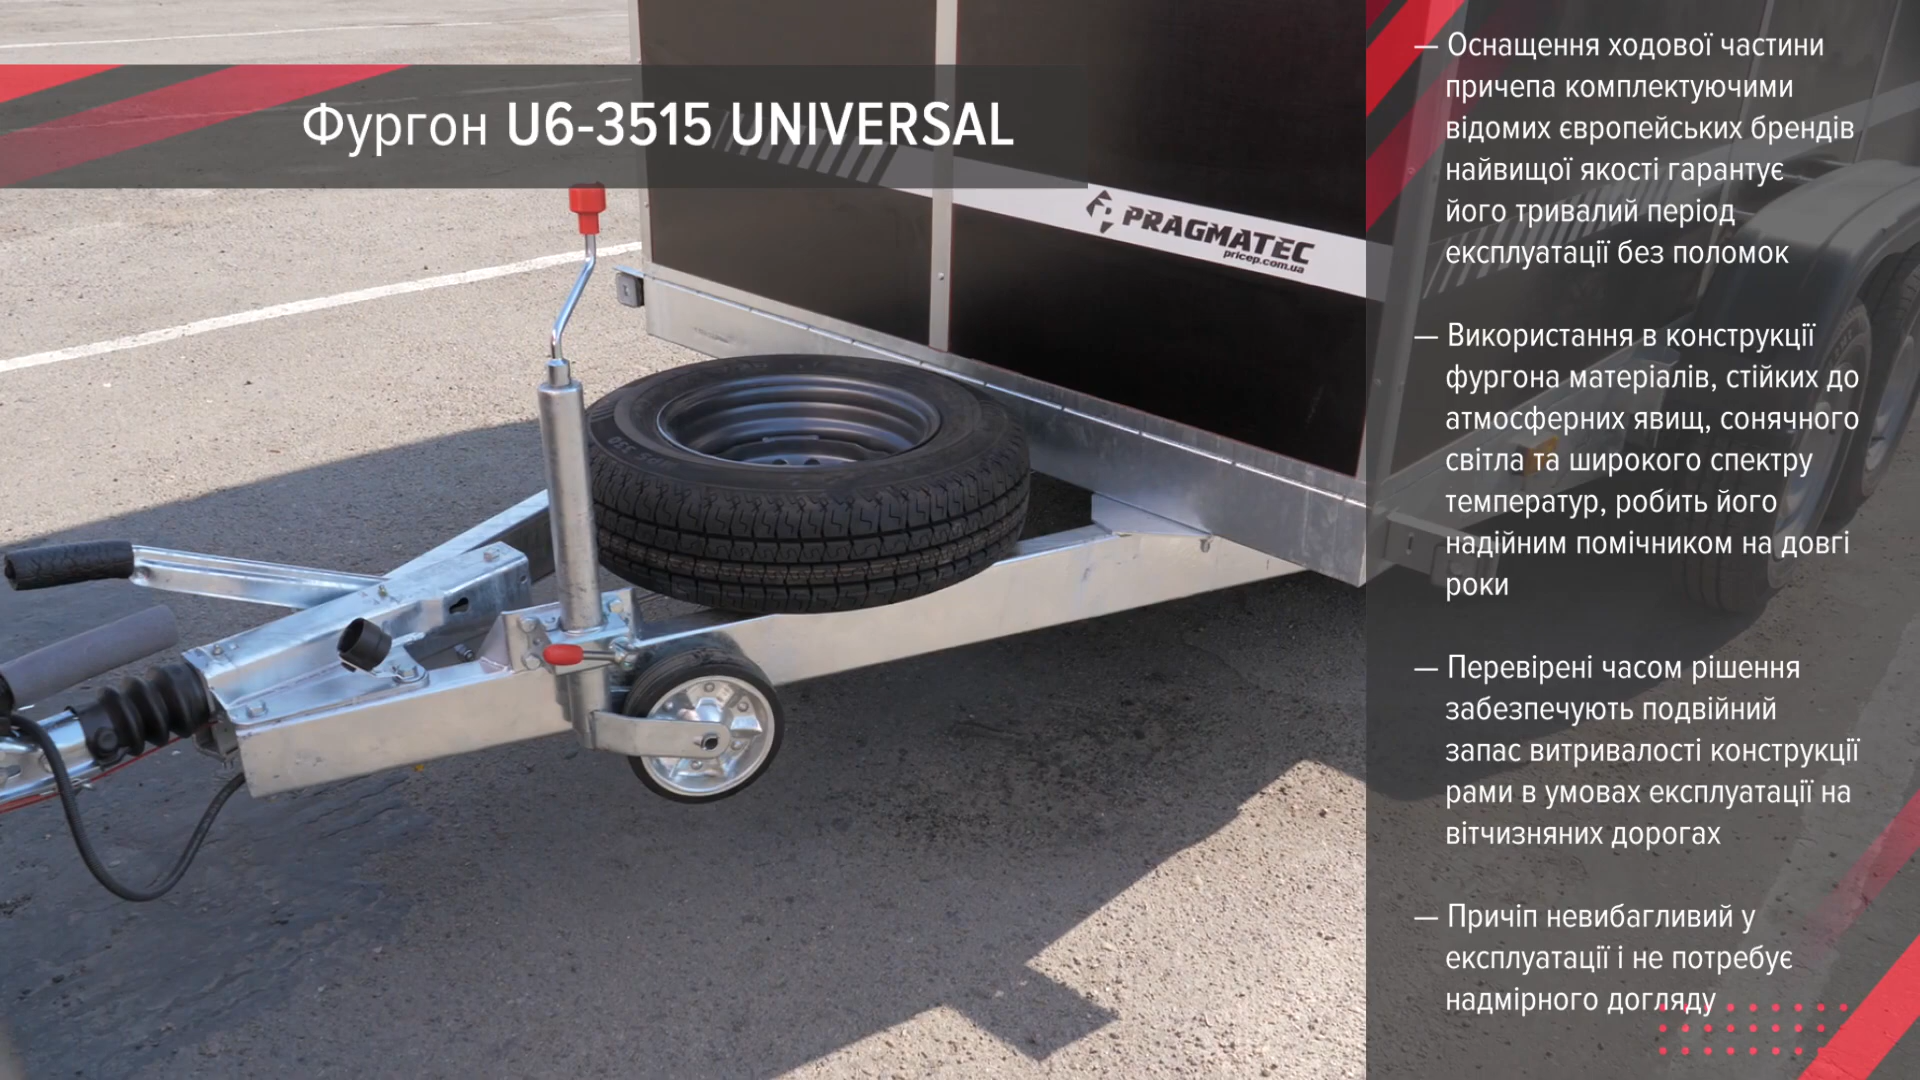 Фургон U6-3515 UNIVERSAL
PRAGMATEC
pricep.com.ua
— Оснащення ходової частини
причепа комплектуючими
відомих європейських брендів
найвищої якості гарантує
його тривалий період
експлуатації без поломок
— Використання в конструкції
фургона матеріалів, стійких до
атмосферних явищ, сонячного
світла та широкого спектру
температур, робить його
надійним помічником на довгі
роки
— Перевірені часом рішення
забезпечують подвійний
запас витривалості конструкції
рами в умовах експлуатації на
вітчизняних дорогах
— Причіп невибагливий у
експлуатації і не потребує
надмірного догляду